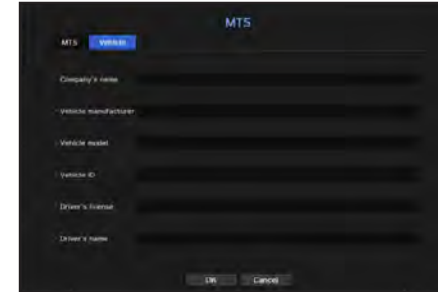 MTS
MTS Vehicle
Company's name
Vehicle manufacturer
Vehicle model
Vehicle ID
Driver's license
Driver's name
OK Cancel